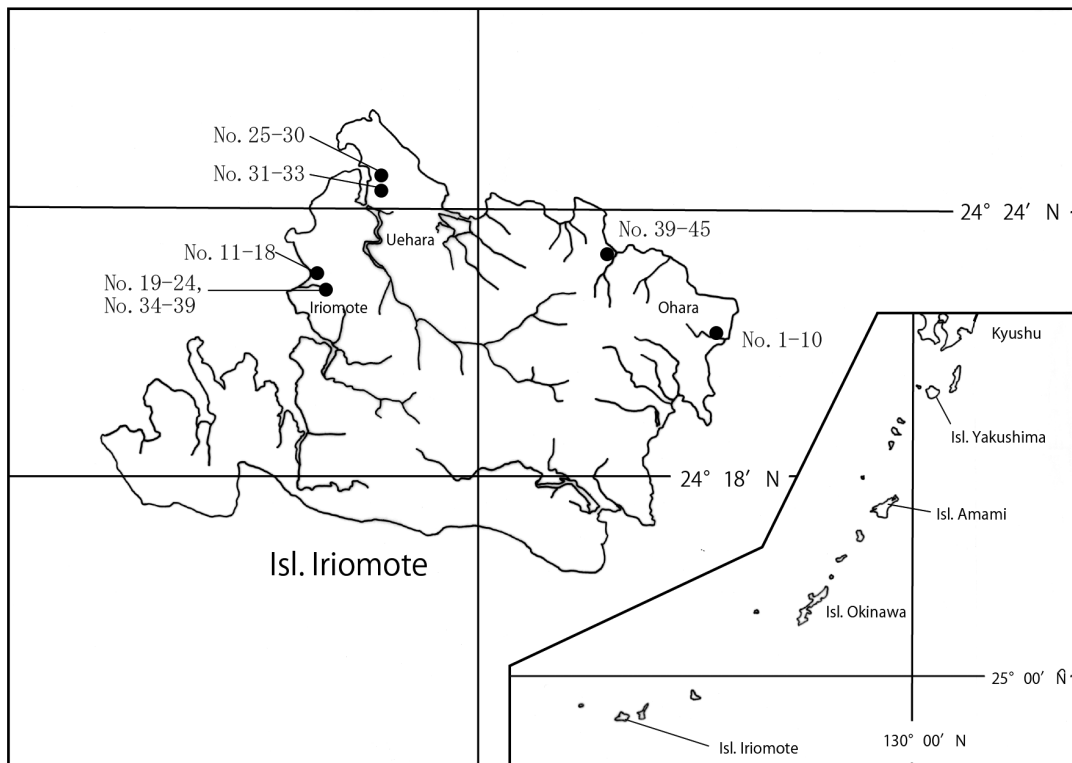 No. 25-30
No. 31-33
24° 24′ N
No. 39-45
Uehara
No. 11-18
No. 19-24,
No. 34-39
Iriomote
Ohara
No. 1-10
Kyushu
Isl. Yakushima
24° 18′ N
Isl. Amami
Isl. Iriomote
Isl. Okinawa
25° 00′ N
130° 00′ N
Isl. Iriomote